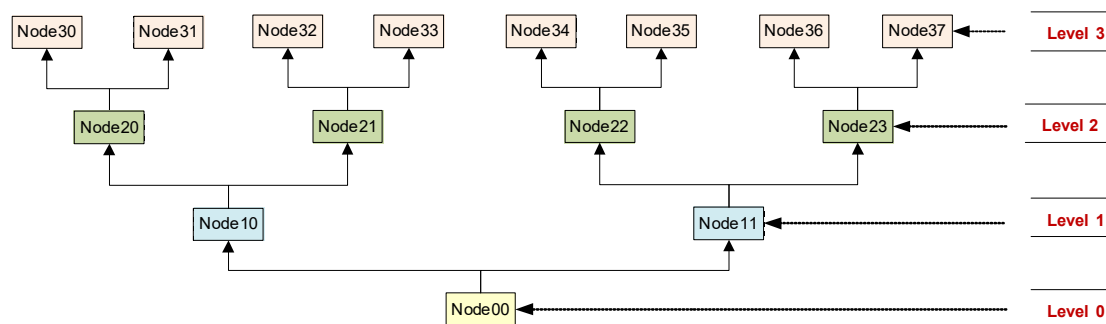 Node30 Node31 Node32 Node33 Node34 Node35 Node36 Node37 Level 3
Node20 Node21 Node22 Node23 Level 2
Node10 Node11 Level 1
Node00 Level 0